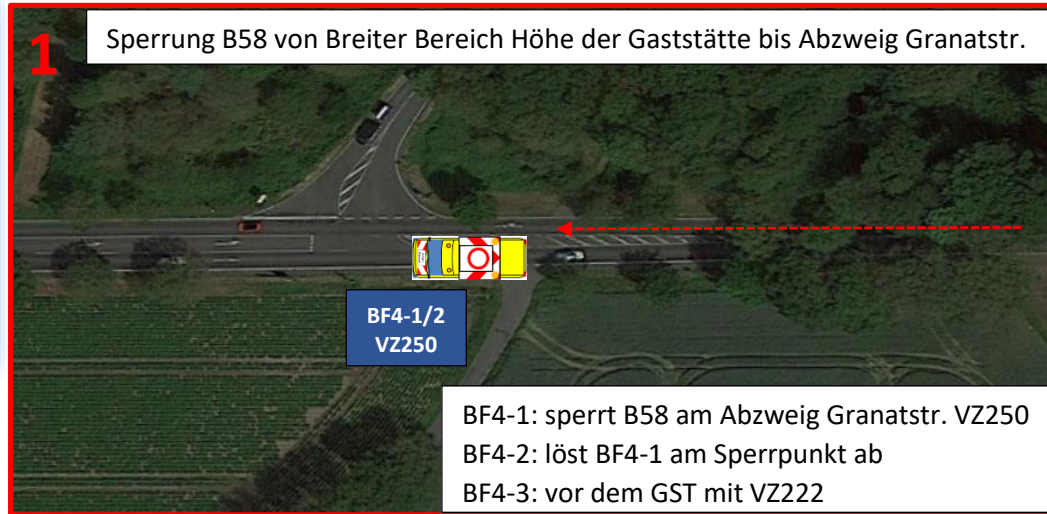 1
Sperrung B58 von Breiter Bereich Höhe der Gaststätte bis Abzweig Granatstr.
BF4-1/2
VZ250
BF4-1: sperrt B58 am Abzweig Granatstr. VZ250
BF4-2: löst BF4-1 am Sperrpunkt ab
BF4-3: vor dem GST mit VZ222